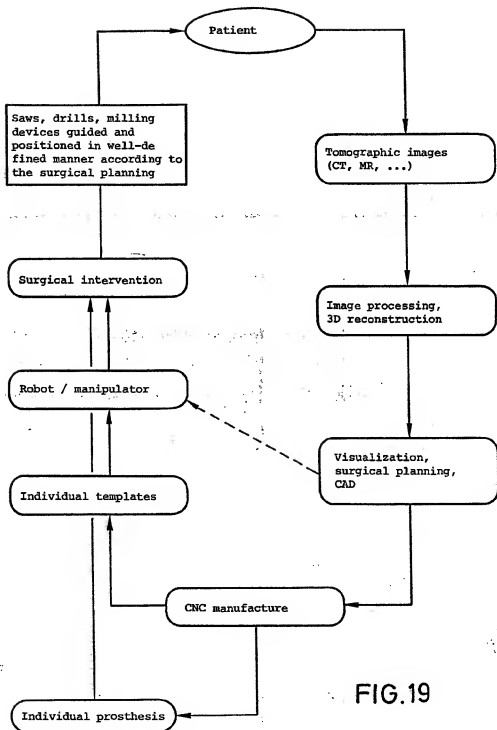 Patient
Saws, drills, milling
devices guided and
positioned in well-de
fined manner according to
the surgical planning
Tomographic images
(CT, MR, ...)
Surgical intervention
Image processing,
3D reconstruction
Robot / manipulator
Visualization,
surgical planning,
CAD
Individual templates
CNC manufacture
Individual prosthesis
FIG.19